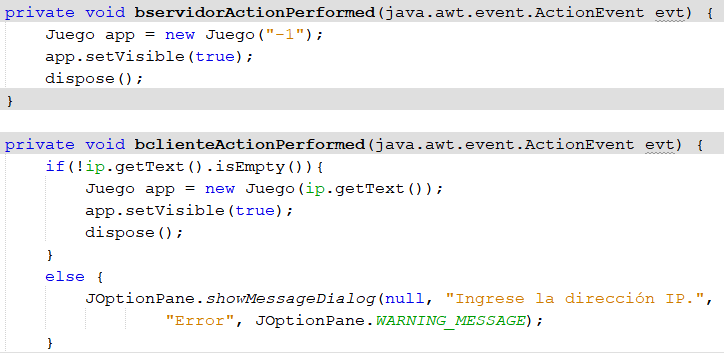 private void bservidorActionPerformed(java.awt.event.ActionEvent evt) {
    Juego app = new Juego("-1");
    app.setVisible(true);
    dispose();
}
private void bclienteActionPerformed(java.awt.event.ActionEvent evt) {
    if(!ip.getText().isEmpty()){
        Juego app = new Juego(ip.getText());
        app.setVisible(true);
        dispose();
    }
    else {
        JOptionPane.showMessageDialog(null, "Ingrese la dirección IP.",
                "Error", JOptionPane.WARNING_MESSAGE);
    }